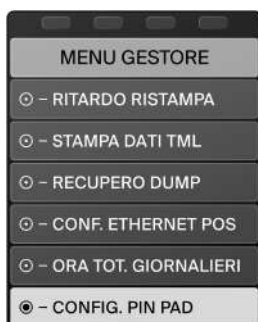 MENU GESTORE
– RITARDO RISTAMPA
– STAMPA DATI TML
– RECUPERO DUMP
– CONF. ETHERNET POS
– ORA TOT. GIORNALIERI
– CONFIG. PIN PAD